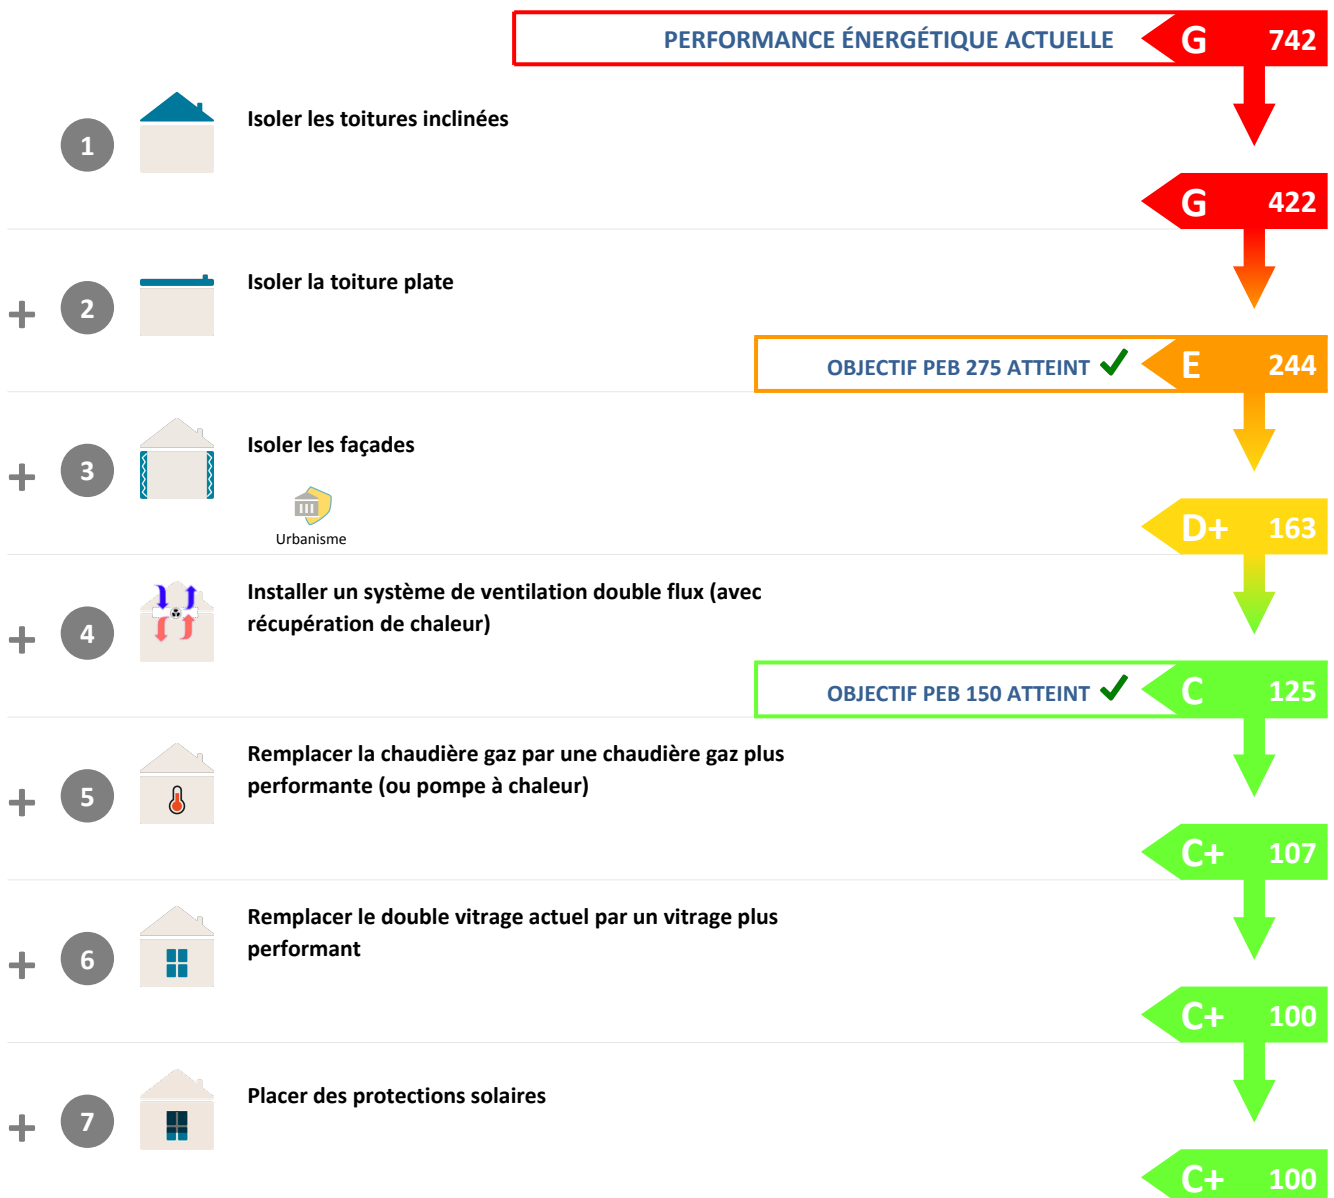 PERFORMANCE ÉNERGÉTIQUE ACTUELLE G 742
1 Isoler les toitures inclinées
G 422
+ 2 Isoler la toiture plate
OBJECTIF PEB 275 ATTEINT ✓ E 244
+ 3 Isoler les façades
Urbanisme
D+ 163
+ 4 Installer un système de ventilation double flux (avec
récupération de chaleur)
OBJECTIF PEB 150 ATTEINT ✓ C 125
+ 5 Remplacer la chaudière gaz par une chaudière gaz plus
performante (ou pompe à chaleur)
C+ 107
+ 6 Remplacer le double vitrage actuel par un vitrage plus
performant
C+ 100
+ 7 Placer des protections solaires
C+ 100